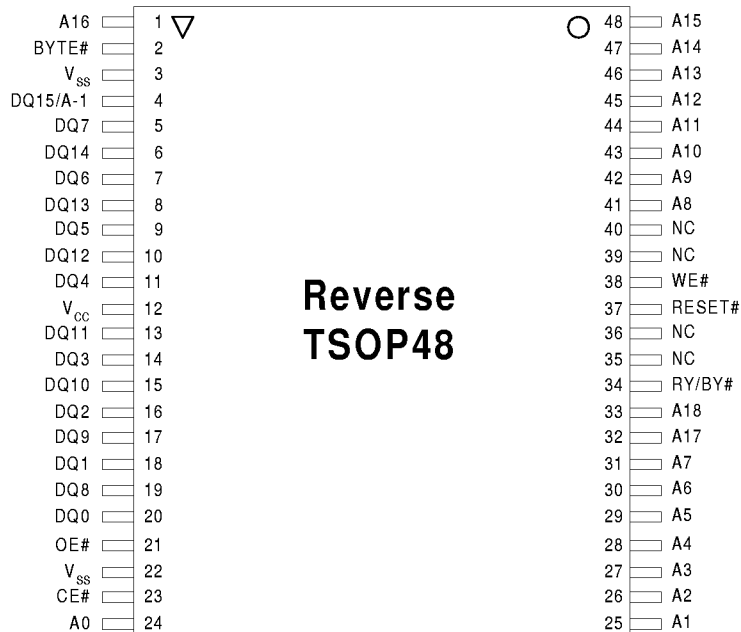 A16 1 48 A15
BYTE# 2 47 A14
VSS 3 46 A13
DQ15/A-1 4 45 A12
DQ7 5 44 A11
DQ14 6 43 A10
DQ6 7 42 A9
DQ13 8 41 A8
DQ5 9 40 NC
DQ12 10 39 NC
DQ4 11 38 WE#
VCC 12 37 RESET#
DQ11 13 36 NC
DQ3 14 35 NC
DQ10 15 34 RY/BY#
DQ2 16 33 A18
DQ9 17 32 A17
DQ1 18 31 A7
DQ8 19 30 A6
DQ0 20 29 A5
OE# 21 28 A4
VSS 22 27 A3
CE# 23 26 A2
A0 24 25 A1
Reverse
TSOP48